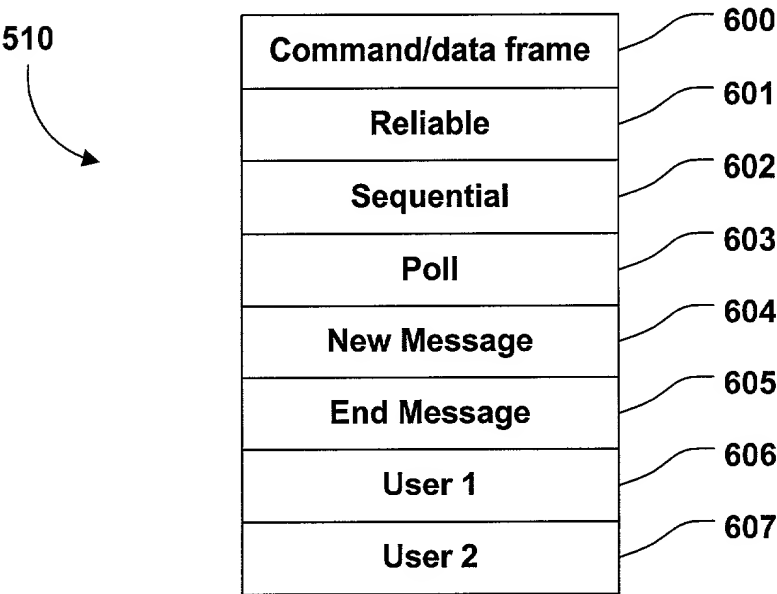 510
Command/data frame 600
Reliable 601
Sequential 602
Poll 603
New Message 604
End Message 605
User 1 606
User 2 607